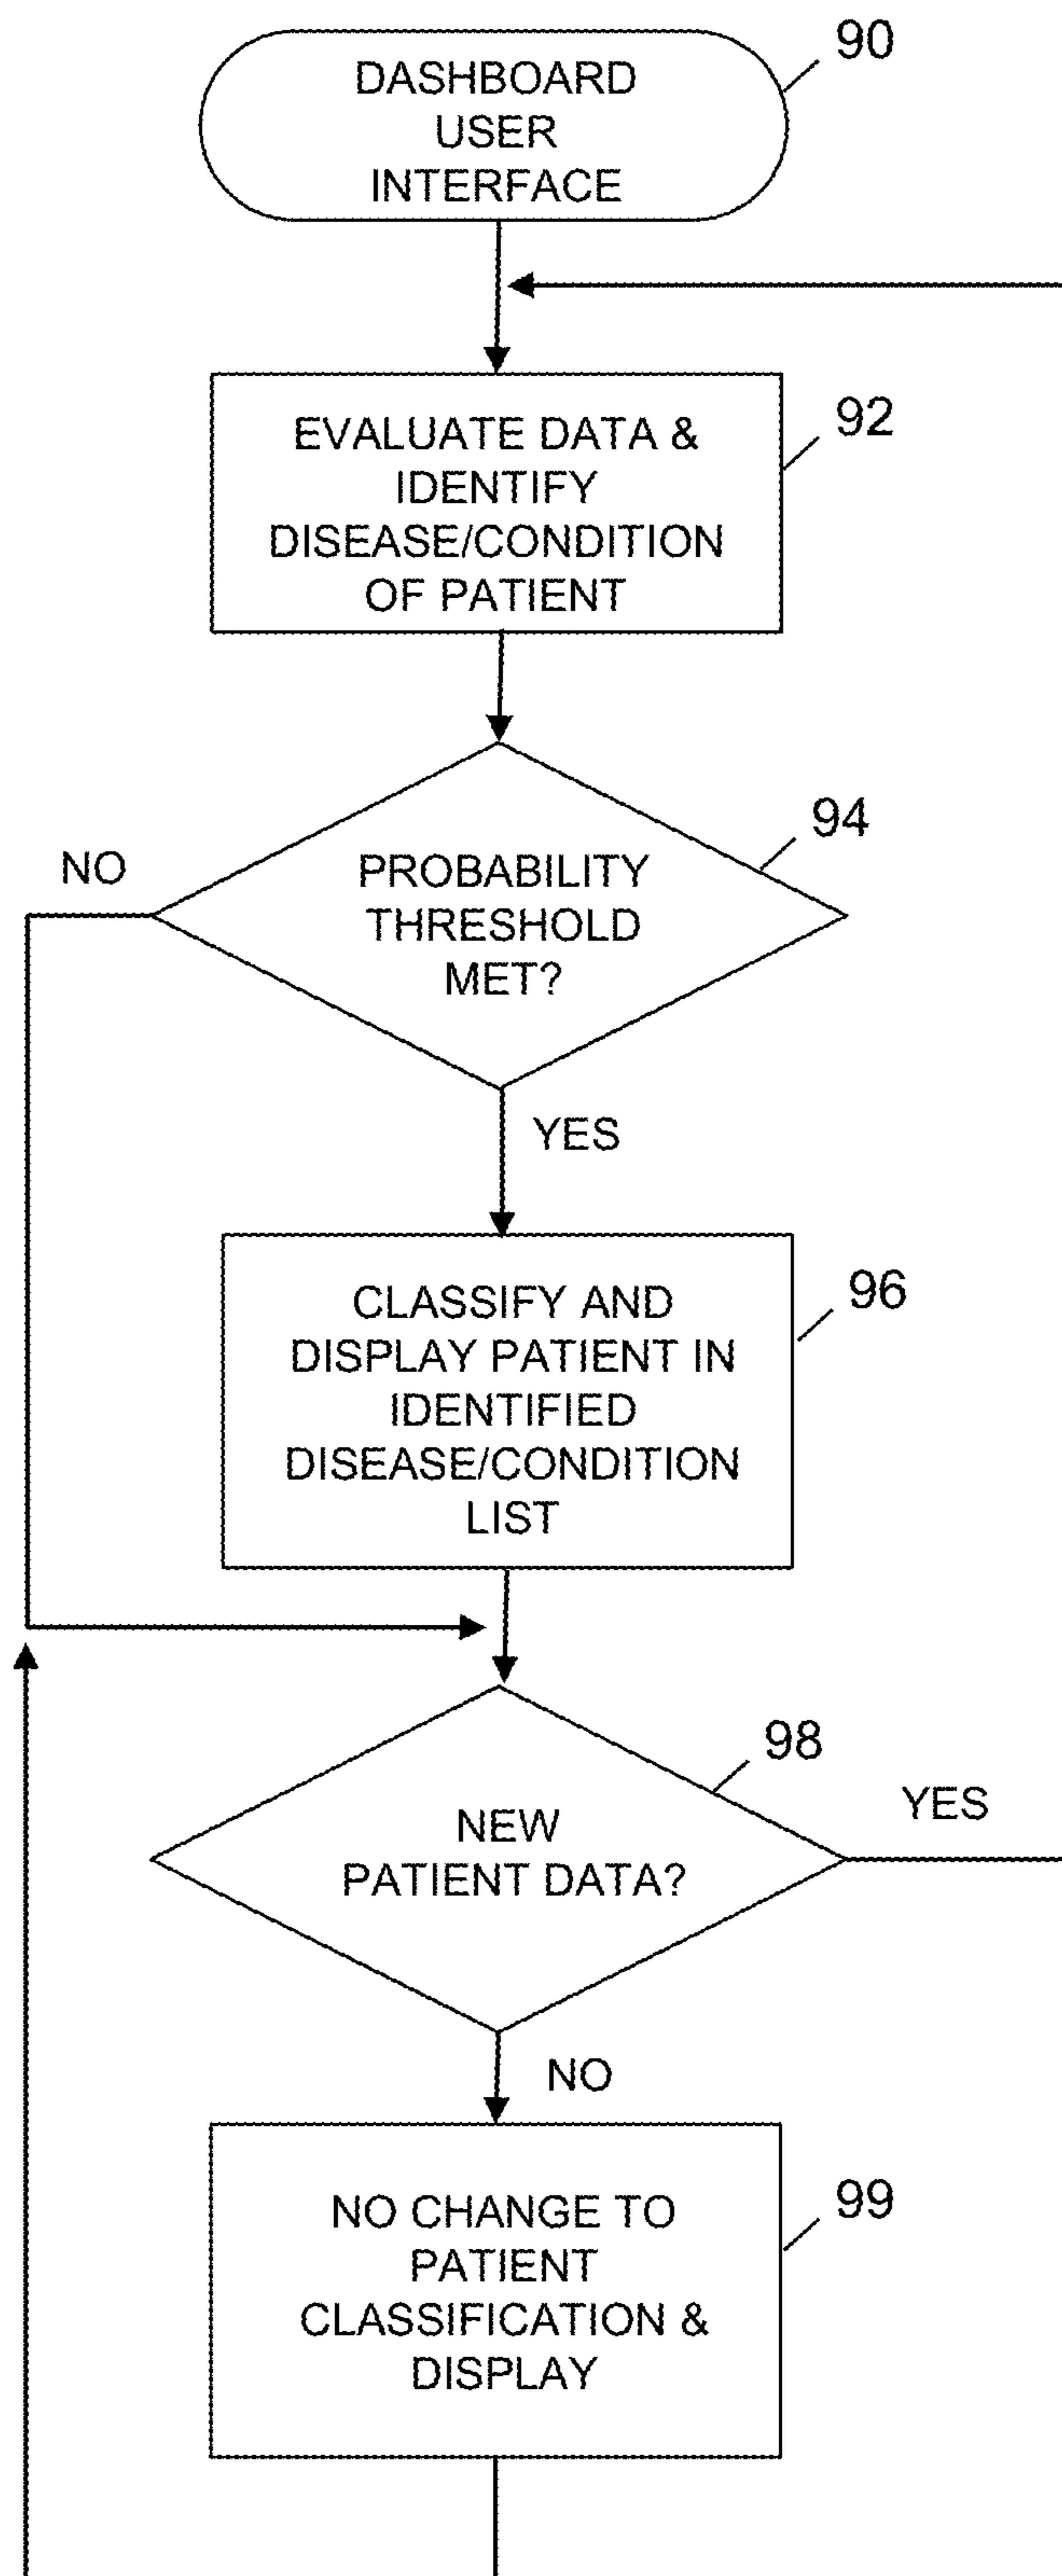 90
DASHBOARD
USER
INTERFACE
92
EVALUATE DATA &
IDENTIFY
DISEASE/CONDITION
OF PATIENT
94
NO
PROBABILITY
THRESHOLD
MET?
YES
96
CLASSIFY AND
DISPLAY PATIENT IN
IDENTIFIED
DISEASE/CONDITION
LIST
98
YES
NEW
PATIENT DATA?
NO
99
NO CHANGE TO
PATIENT
CLASSIFICATION &
DISPLAY